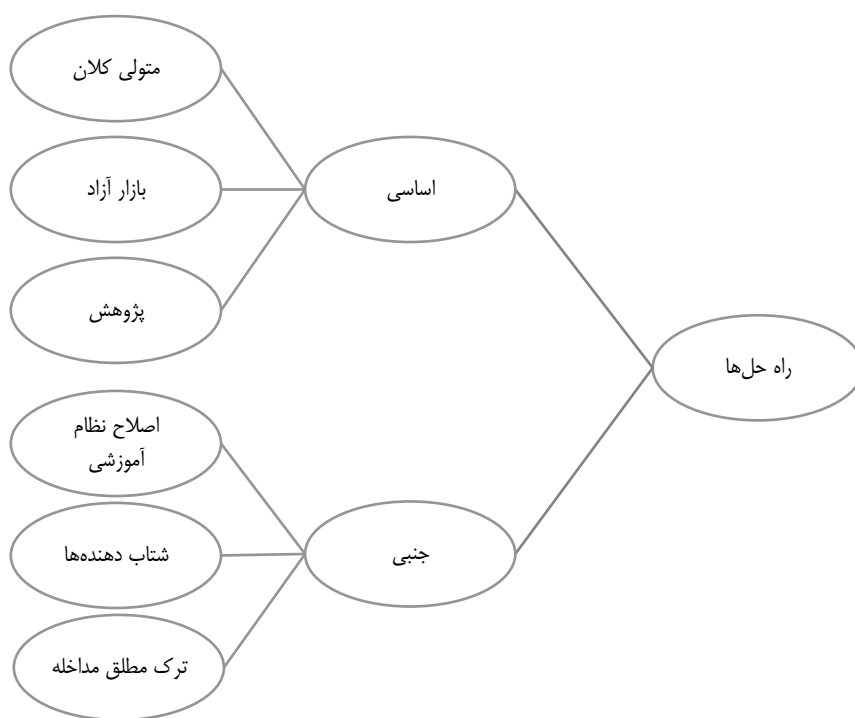 راه حل‌ها
اساسی
متولی کلان
بازار آزاد
پژوهش
جنبی
اصلاح نظام
آموزشی
شتاب دهنده‌ها
ترک مطلق مداخله